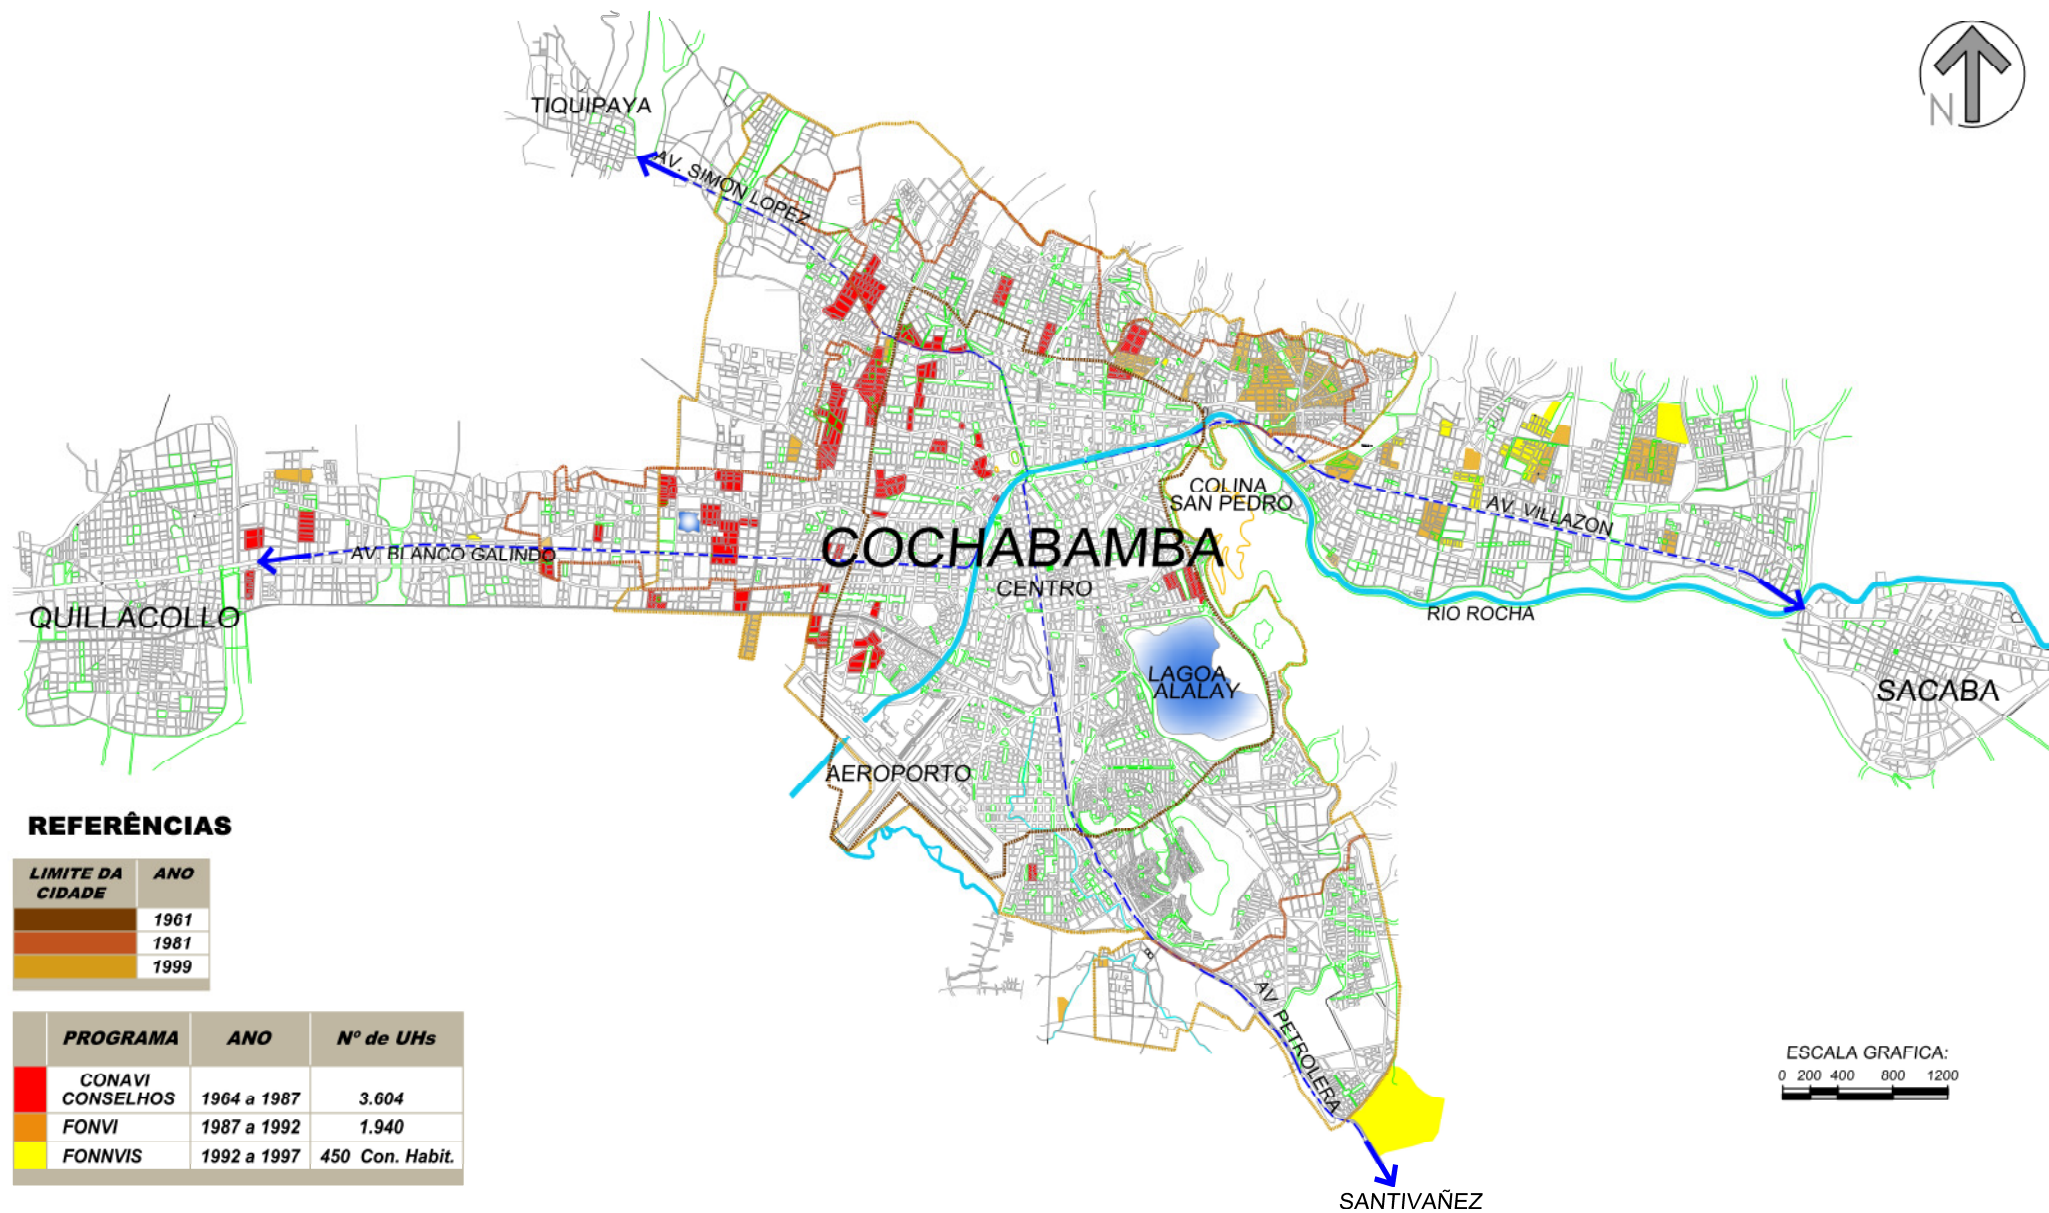 N
TIQUIPAYA
AV. SIMON LOPEZ
COLINA
SAN PEDRO
AV. VILLAZON
COCHABAMBA
CENTRO
AV. BLANCO GALINDO
QUILLACOLLO
RIO ROCHA
LAGOA
ALALAY
SACABA
AEROPORTO
AV. PETROLERA
SANTIVAÑEZ
REFERÊNCIAS
LIMITE DA CIDADE ANO
1961
1981
1999
PROGRAMA ANO Nº de UHs
CONAVI
CONSELHOS 1964 a 1987 3.604
FONVI 1987 a 1992 1.940
FONNVIS 1992 a 1997 450 Con. Habit.
ESCALA GRAFICA:
0 200 400 800 1200